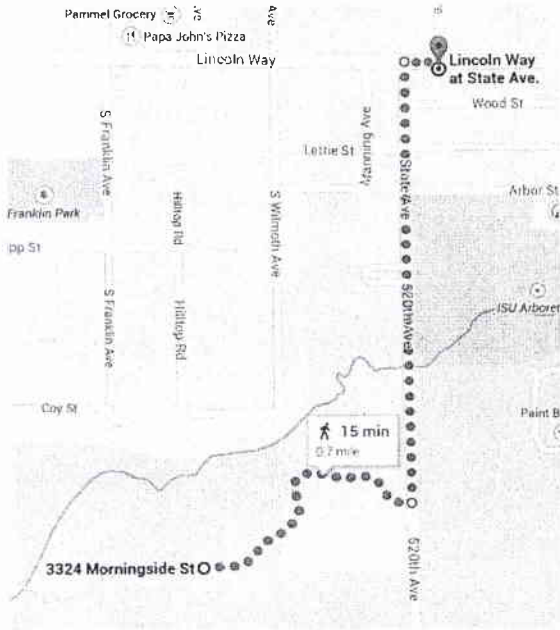 Pammel Grocery
Ave
Papa John's Pizza
Lincoln Way
Lincoln Way
at State Ave.
Wood St
S Franklin Ave
Lettie St
Manning Ave
State Ave
Arbor St
Franklin Park
Hilltop Rd
S Wilmoth Ave
pp St
520th Ave
S Franklin Ave
Hilltop Rd
ISU Arboret
Coy St
Paint B
15 min
0.7 mile
3324 Morningside St
520th Ave